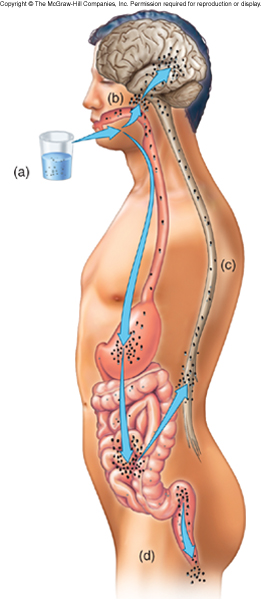 Copyright © The McGraw-Hill Companies, Inc. Permission required for reproduction or display.
(b)
(a)
(c)
(d)